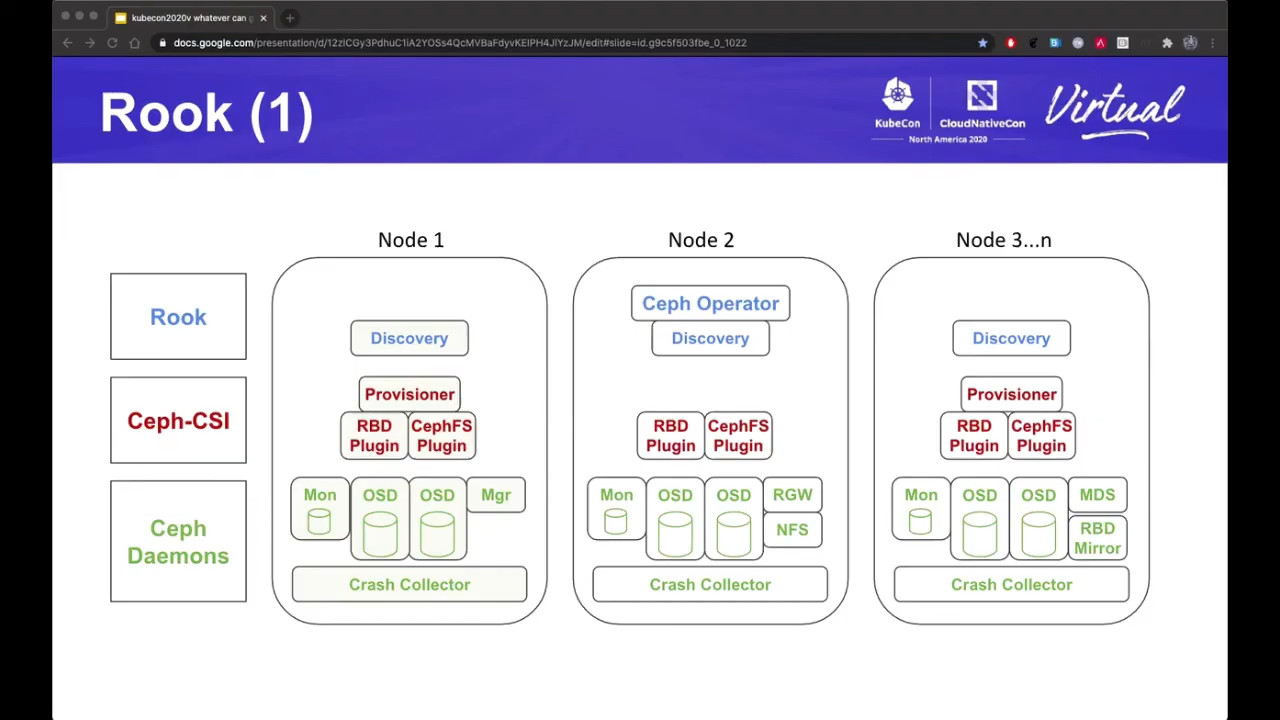 kubecon2020v whatever can g
docs.google.com/presentation/d/12zlCGy3PdhuC1iA2YOSs4QcMVBaFdyvKEIPH4JIYzJM/edit#slide=id.g9c5f503fbe_0_1022
Rook (1)
KubeCon
CloudNativeCon
North America 2020
Virtual
Node 1
Node 2
Node 3...n
Rook
Ceph Operator
Discovery
Discovery
Discovery
Ceph-CSI
Provisioner
Provisioner
RBD Plugin
CephFS Plugin
RBD Plugin
CephFS Plugin
RBD Plugin
CephFS Plugin
Ceph
Daemons
Mon
OSD
OSD
Mgr
Mon
OSD
OSD
RGW
NFS
Mon
OSD
OSD
MDS
RBD
Mirror
Crash Collector
Crash Collector
Crash Collector